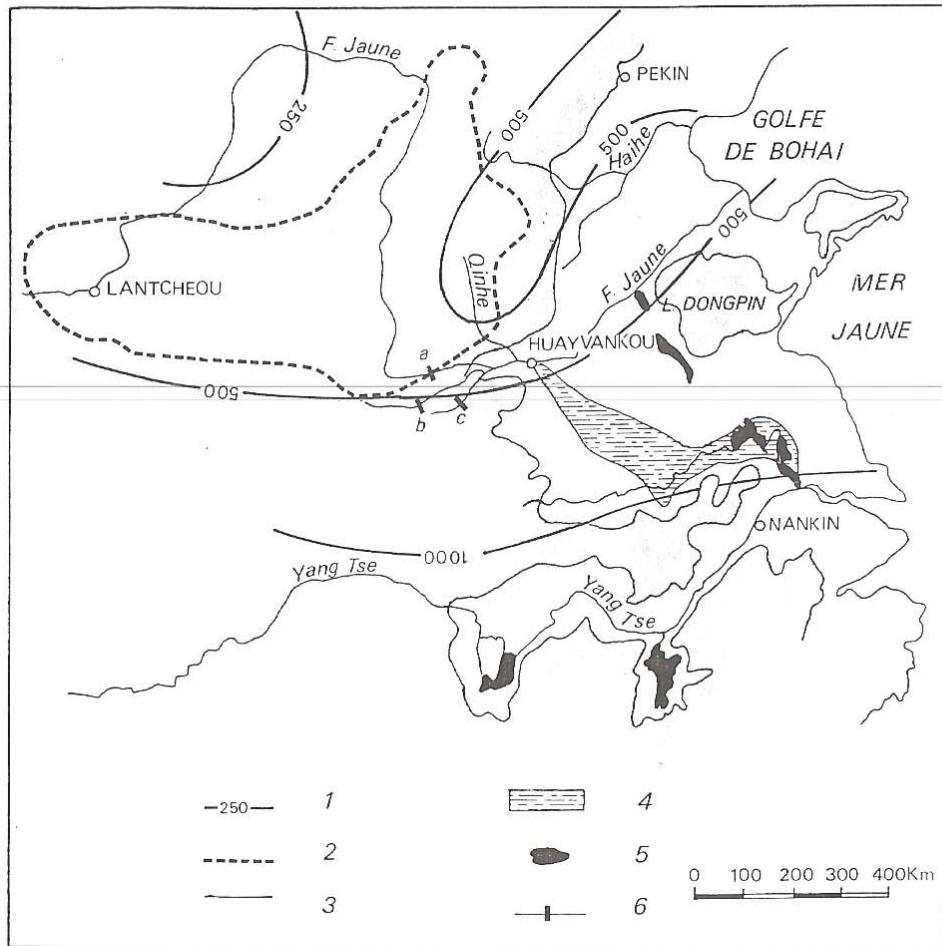 F. Jaune
PEKIN
250
500
500
Haihe
GOLFE
DE BOHAI
500
F. Jaune
Qinhe
LANTCHEOU
L. DONGPIN
MER
JAUNE
HUAYVANKOU
a
500
b
c
NANKIN
1000
Yang Tse
Yang Tse
250
1
2
3
4
5
6
0 100 200 300 400Km